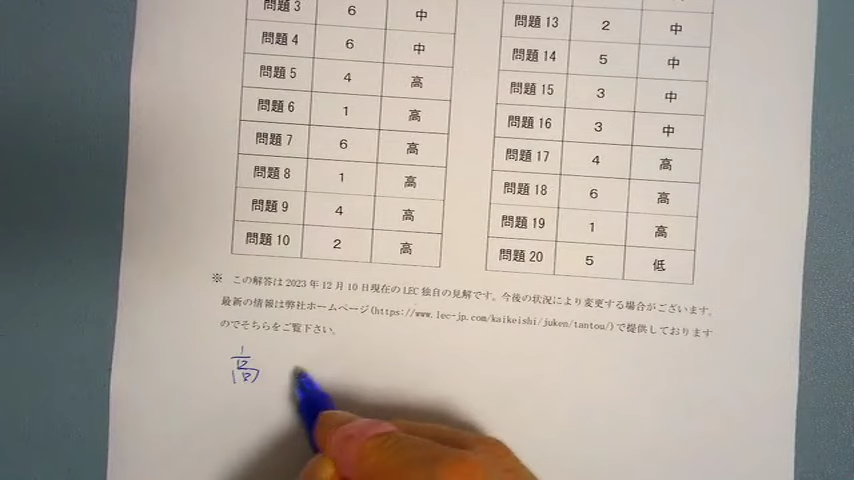 問題 3 6 中
問題 4 6 中
問題 5 4 高
問題 6 1 高
問題 7 6 高
問題 8 1 高
問題 9 4 高
問題 10 2 高
問題 13 2 中
問題 14 5 中
問題 15 3 中
問題 16 3 中
問題 17 4 高
問題 18 6 高
問題 19 1 高
問題 20 5 低
※ この解答は 2023 年 12 月 10 日現在の LEC 独自の見解です。今後の状況により変更する場合がございます。
最新の情報は弊社ホームページ(https://www.lec-jp.com/kaikeishi/juken/tantou/)で提供しております
のでそちらをご覧下さい。
1
12